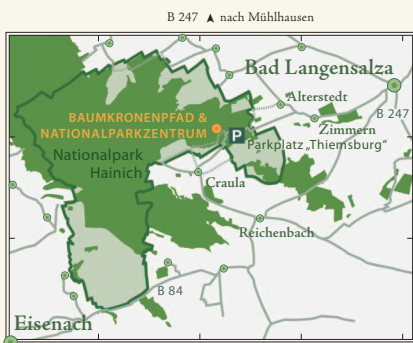 B 247 ▲ nach Mühlhausen
Bad Langensalza
Alterstedt
BAUMKRONENPFAD &
NATIONALPARKZENTRUM
B 247
Zimmern
P
Parkplatz „Thiemsburg“
Nationalpark
Hainich
Craula
Reichenbach
B 84
Eisenach